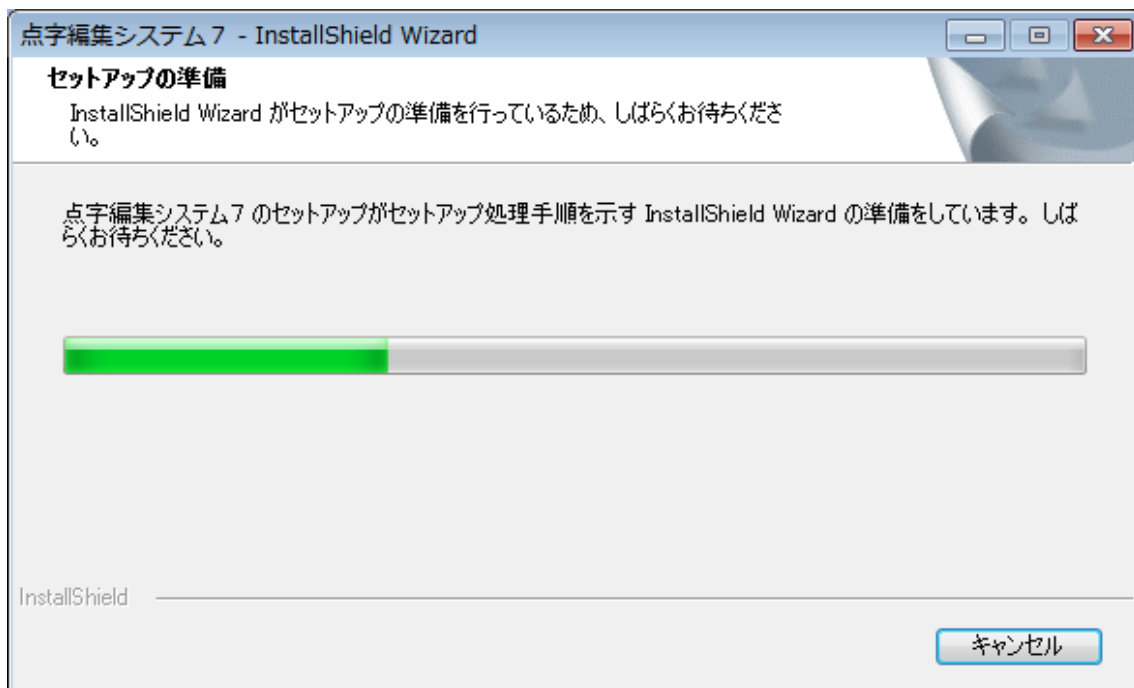 点字編集システム７ - InstallShield Wizard
セットアップの準備
InstallShield Wizard がセットアップの準備を行っているため、しばらくお待ちくださ
い。
点字編集システム７ のセットアップがセットアップ処理手順を示す InstallShield Wizard の準備をしています。しば
らくお待ちください。
InstallShield
キャンセル